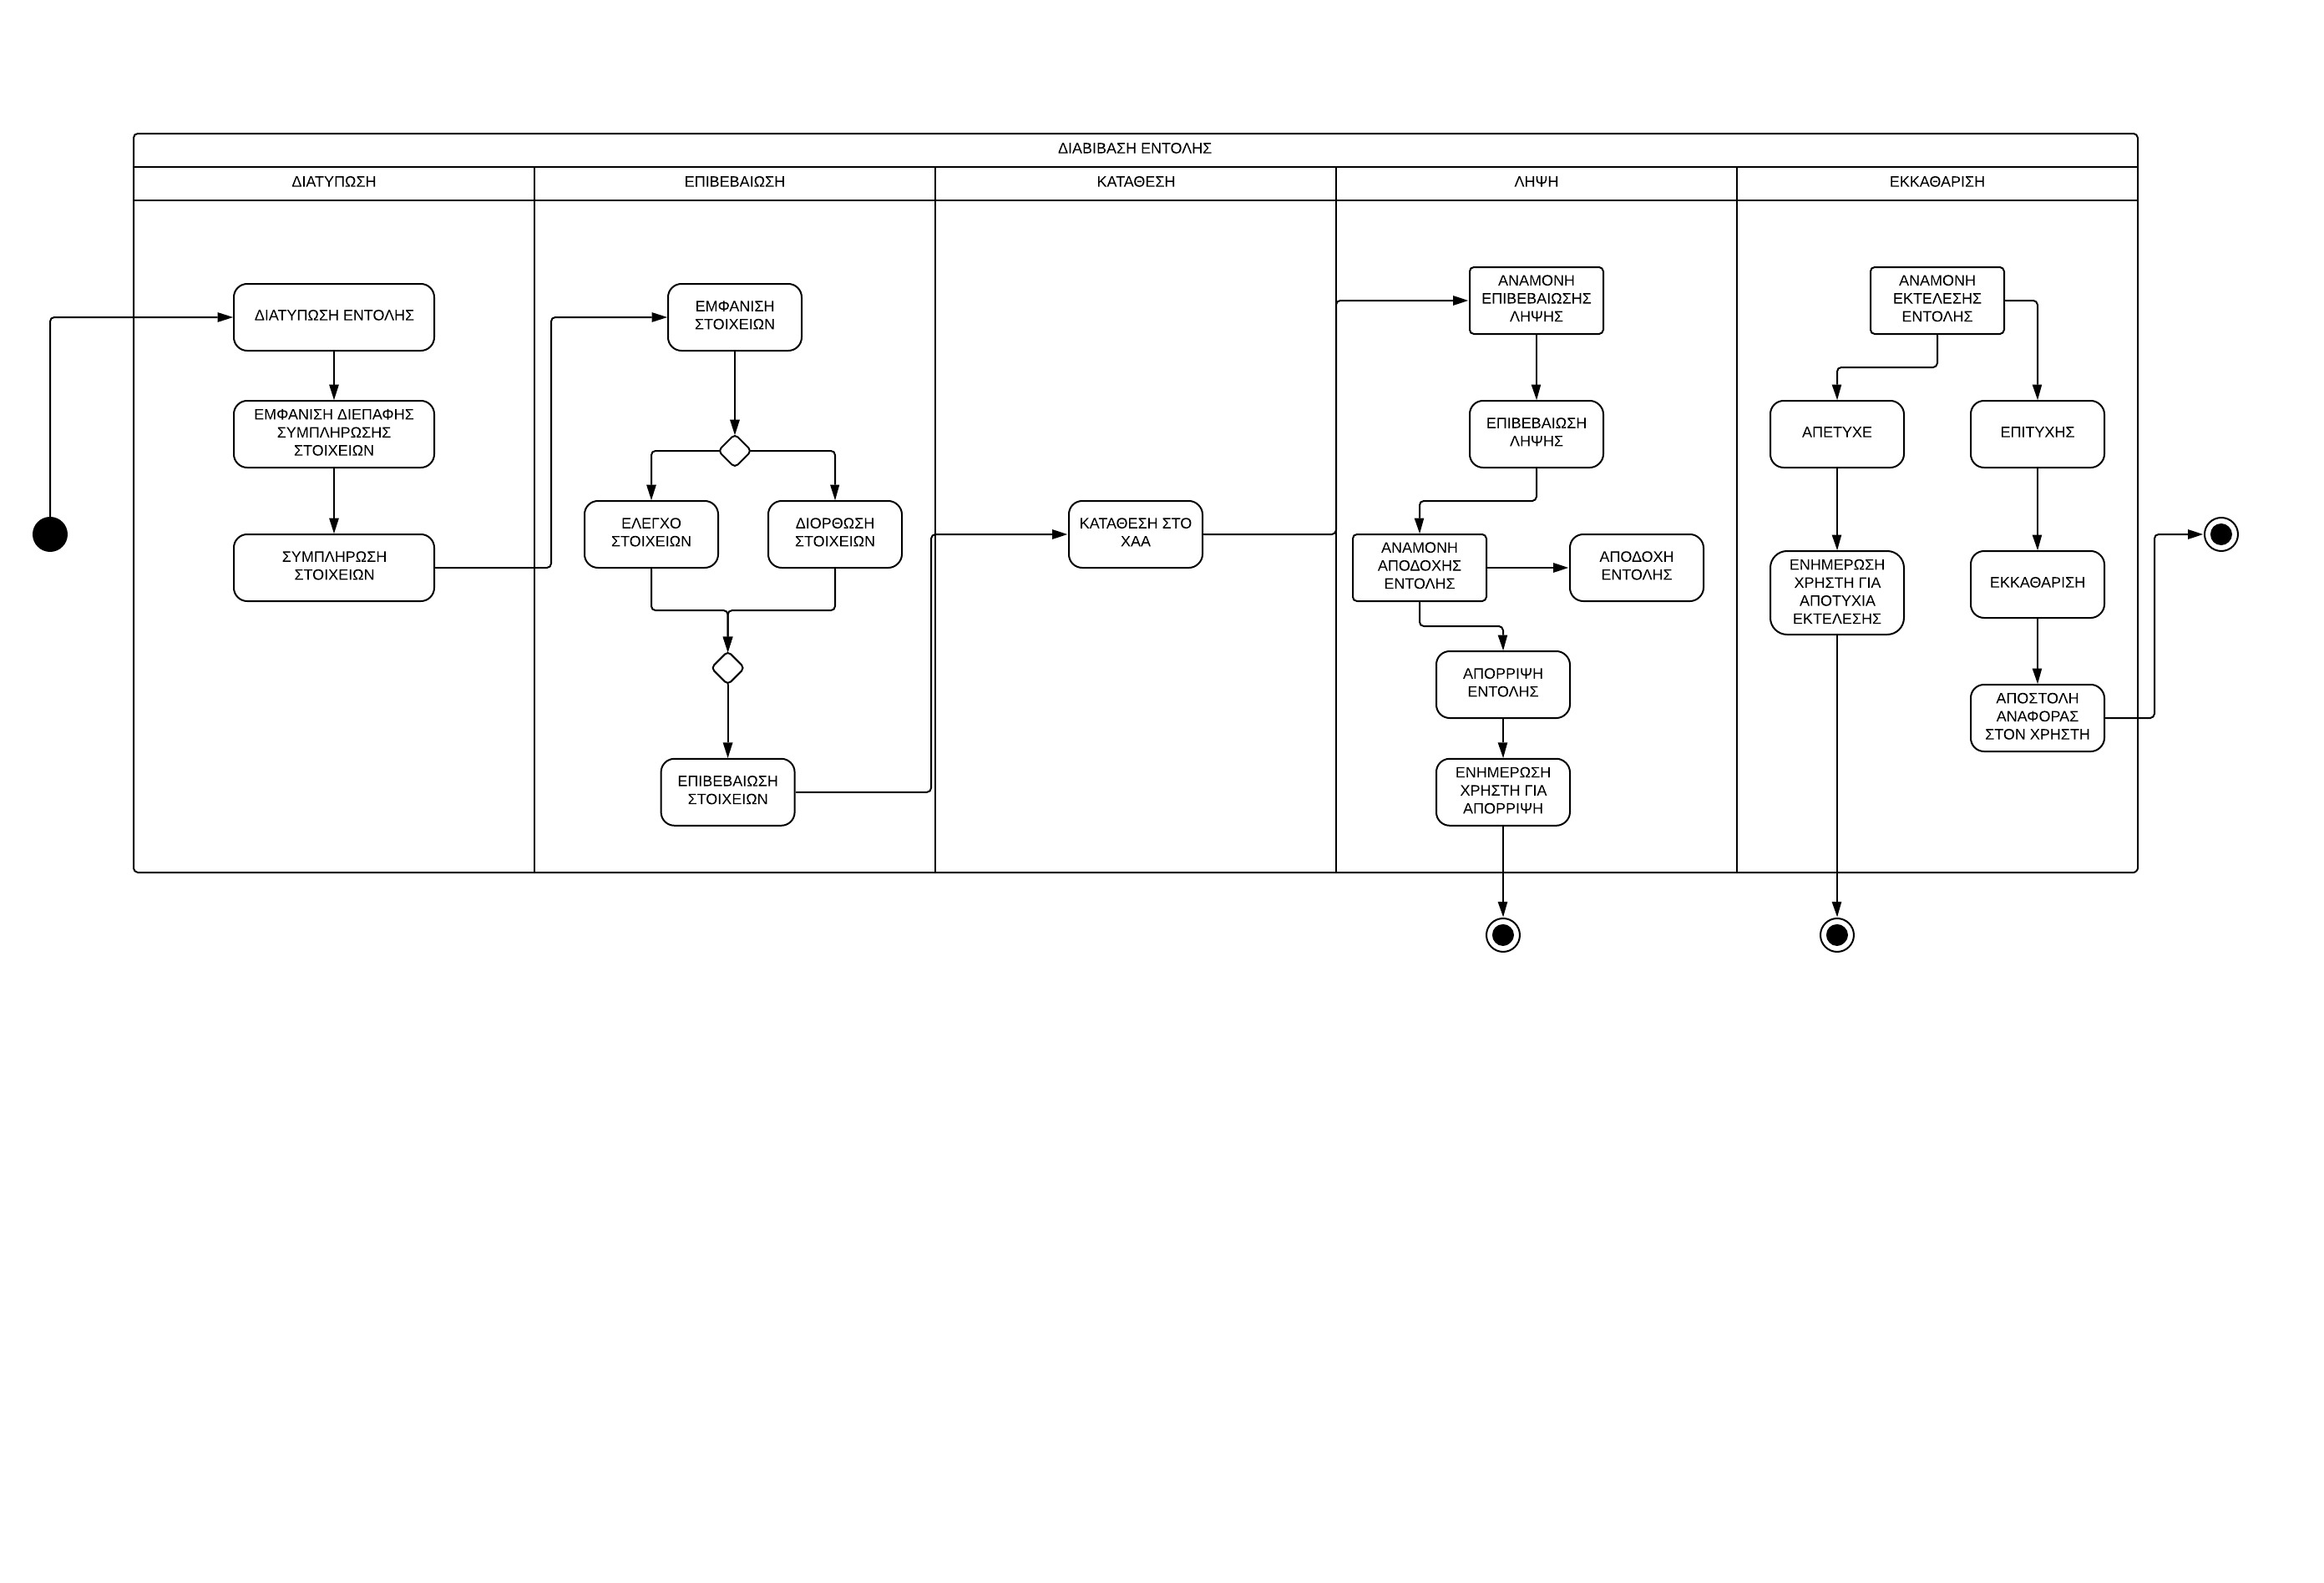 ΔΙΑΒΙΒΑΣΗ ΕΝΤΟΛΗΣ
ΔΙΑΤΥΠΩΣΗ
ΕΠΙΒΕΒΑΙΩΣΗ
ΚΑΤΑΘΕΣΗ
ΛΗΨΗ
ΕΚΚΑΘΑΡΙΣΗ
ΔΙΑΤΥΠΩΣΗ ΕΝΤΟΛΗΣ
ΕΜΦΑΝΙΣΗ ΔΙΕΠΑΦΗΣ
ΣΥΜΠΛΗΡΩΣΗΣ
ΣΤΟΙΧΕΙΩΝ
ΣΥΜΠΛΗΡΩΣΗ
ΣΤΟΙΧΕΙΩΝ
ΕΜΦΑΝΙΣΗ
ΣΤΟΙΧΕΙΩΝ
ΕΛΕΓΧΟ
ΣΤΟΙΧΕΙΩΝ
ΔΙΟΡΘΩΣΗ
ΣΤΟΙΧΕΙΩΝ
ΕΠΙΒΕΒΑΙΩΣΗ
ΣΤΟΙΧΕΙΩΝ
ΚΑΤΑΘΕΣΗ ΣΤΟ
ΧΑΑ
ΑΝΑΜΟΝΗ
ΕΠΙΒΕΒΑΙΩΣΗΣ
ΛΗΨΗΣ
ΕΠΙΒΕΒΑΙΩΣΗ
ΛΗΨΗΣ
ΑΝΑΜΟΝΗ
ΑΠΟΔΟΧΗΣ
ΕΝΤΟΛΗΣ
ΑΠΟΔΟΧΗ
ΕΝΤΟΛΗΣ
ΑΠΟΡΡΙΨΗ
ΕΝΤΟΛΗΣ
ΕΝΗΜΕΡΩΣΗ
ΧΡΗΣΤΗ ΓΙΑ
ΑΠΟΡΡΙΨΗ
ΑΝΑΜΟΝΗ
ΕΚΤΕΛΕΣΗΣ
ΕΝΤΟΛΗΣ
ΑΠΕΤΥΧΕ
ΕΠΙΤΥΧΗΣ
ΕΝΗΜΕΡΩΣΗ
ΧΡΗΣΤΗ ΓΙΑ
ΑΠΟΤΥΧΙΑ
ΕΚΤΕΛΕΣΗΣ
ΕΚΚΑΘΑΡΙΣΗ
ΑΠΟΣΤΟΛΗ
ΑΝΑΦΟΡΑΣ
ΣΤΟΝ ΧΡΗΣΤΗ